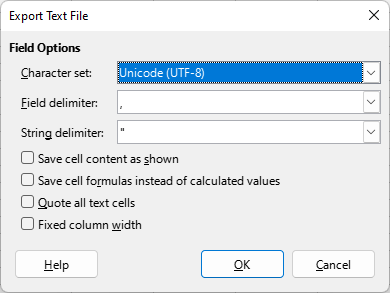 Export Text File
Field Options
Character set: Unicode (UTF-8)
Field delimiter: ,
String delimiter: "
Save cell content as shown
Save cell formulas instead of calculated values
Quote all text cells
Fixed column width
Help OK Cancel